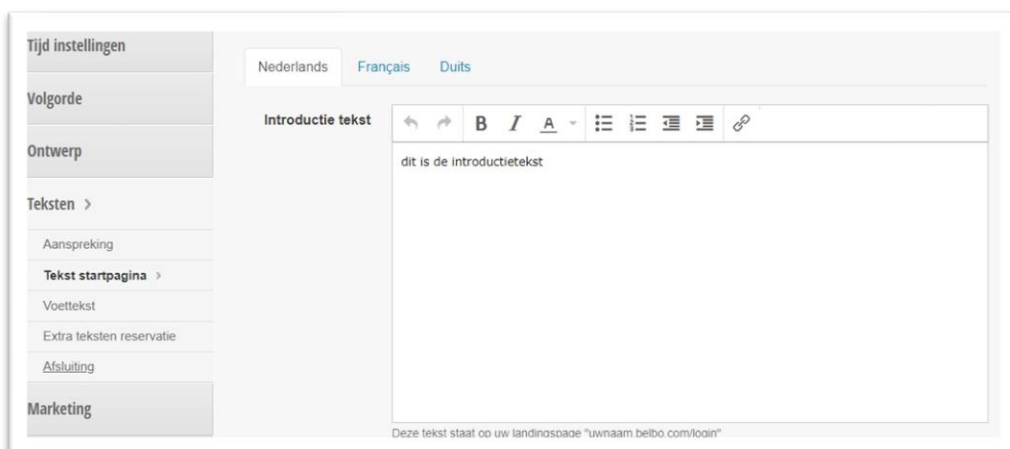 Tijd instellingen
Volgorde
Ontwerp
Teksten >
Aanspreking
Tekst startpagina >
Voettekst
Extra teksten reservatie
Afsluiting
Marketing
Nederlands Français Duits
Introductie tekst
B I A
dit is de introductietekst
Deze tekst staat op uw landingspage "uwnaam.belbo.com/login"